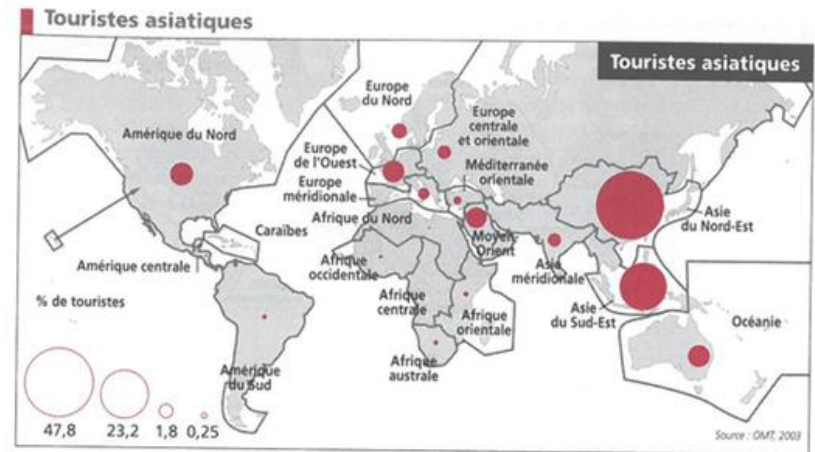 Touristes asiatiques
Touristes asiatiques
Europe
du Nord
Amérique du Nord
Europe
centrale
et orientale
Europe
de l'Ouest
Méditerranée
orientale
Europe
méridionale
Afrique du Nord
Caraïbes
Asie
du Nord-Est
Moyen-
Orient
Amérique centrale
Afrique
occidentale
Asie
méridionale
% de touristes
Afrique
centrale
Afrique
orientale
Asie
du Sud-Est
Océanie
Amérique
du Sud
Afrique
australe
47,8 23,2 1,8 0,25
Source : OMT, 2003